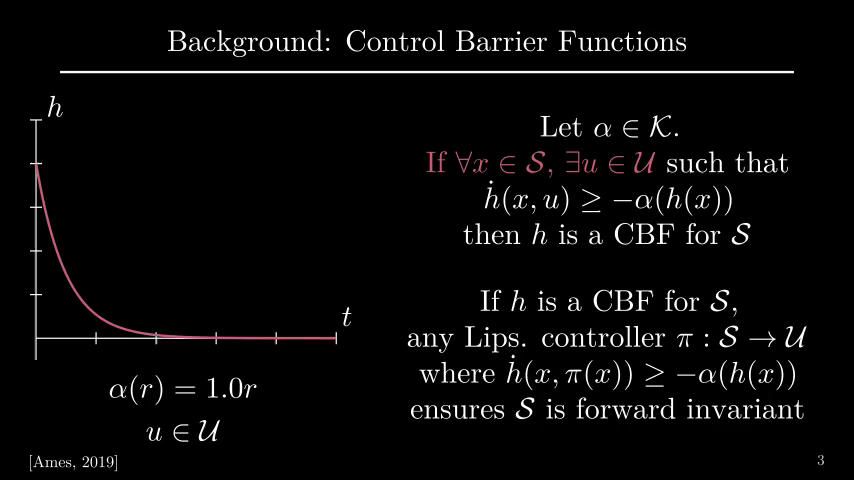 Background: Control Barrier Functions
h
t
α(r) = 1.0r
u ∈ 𝒰
Let α ∈ 𝒦.
If ∀x ∈ 𝒮, ∃u ∈ 𝒰 such that
ḣ(x, u) ≥ −α(h(x))
then h is a CBF for 𝒮
If h is a CBF for 𝒮,
any Lips. controller π : 𝒮 → 𝒰
where ḣ(x, π(x)) ≥ −α(h(x))
ensures 𝒮 is forward invariant
[Ames, 2019]
3